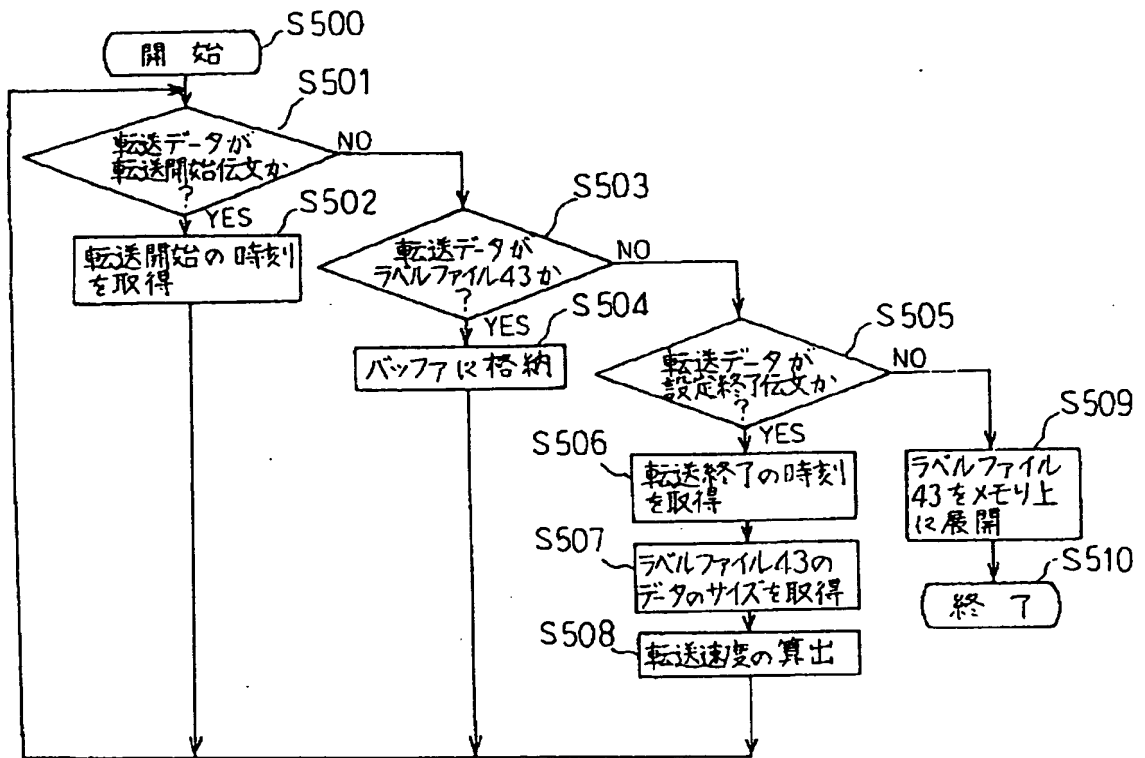 S500
開始
S501
転送データが
転送開始伝文か
?
NO
YES
S502
転送開始の時刻
を取得
S503
転送データが
ラベルファイル43か
?
NO
YES
S504
バッファに格納
S505
転送データが
設定終了伝文か
?
NO
YES
S506
転送終了の時刻
を取得
S507
ラベルファイル43の
データのサイズを取得
S508
転送速度の算出
S509
ラベルファイル
43をメモリ上
に展開
S510
終了